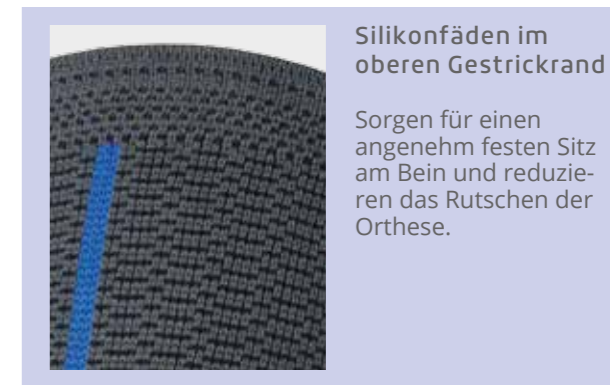 Silikonfäden im
oberen Gestrickrand
Sorgen für einen
angenehm festen Sitz
am Bein und reduzie-
ren das Rutschen der
Orthese.